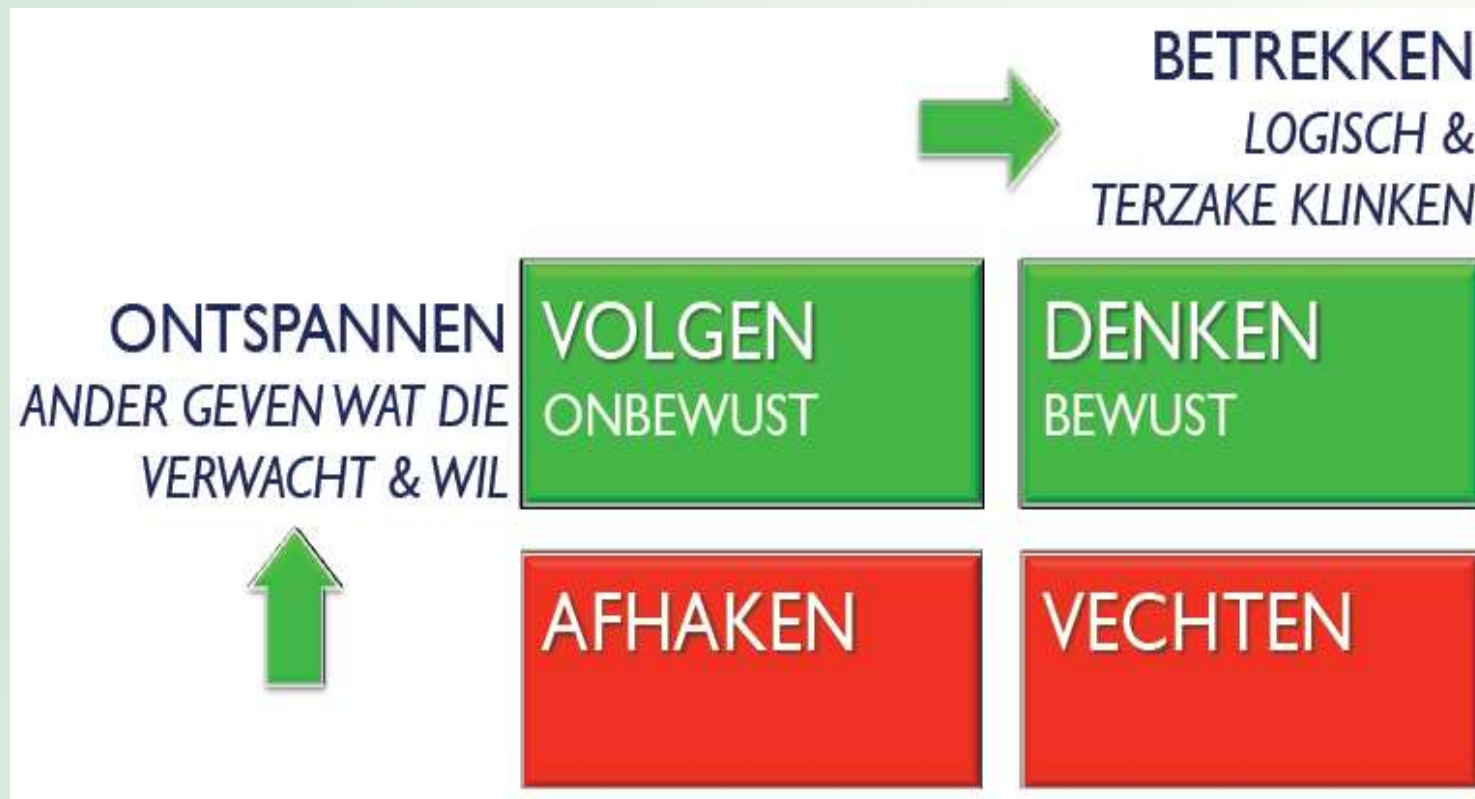 BETREKKEN
LOGISCH &
TERZAKE KLINKEN
ONTSPANNEN
ANDER GEVEN WAT DIE
VERWACHT & WIL
VOLGEN
ONBEWUST
DENKEN
BEWUST
AFHAKEN
VECHTEN